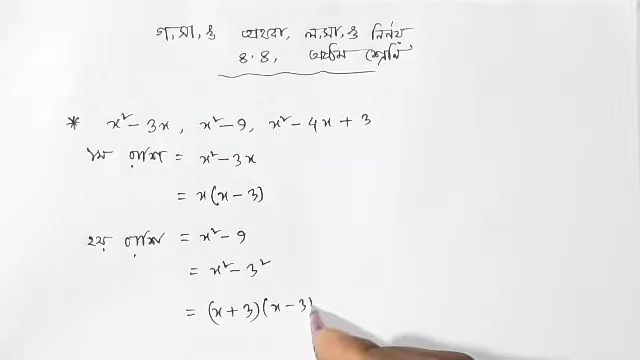 গ, সা, গু অথবা, ল, সা, গু নির্ণয়
৪.৪, অষ্টম শ্রেণি
* x² - 3x , x² - 9, x² - 4x + 3
১ম রাশি = x² - 3x
= x(x - 3)
২য় রাশি = x² - 9
= x² - 3²
= (x + 3)(x - 3)